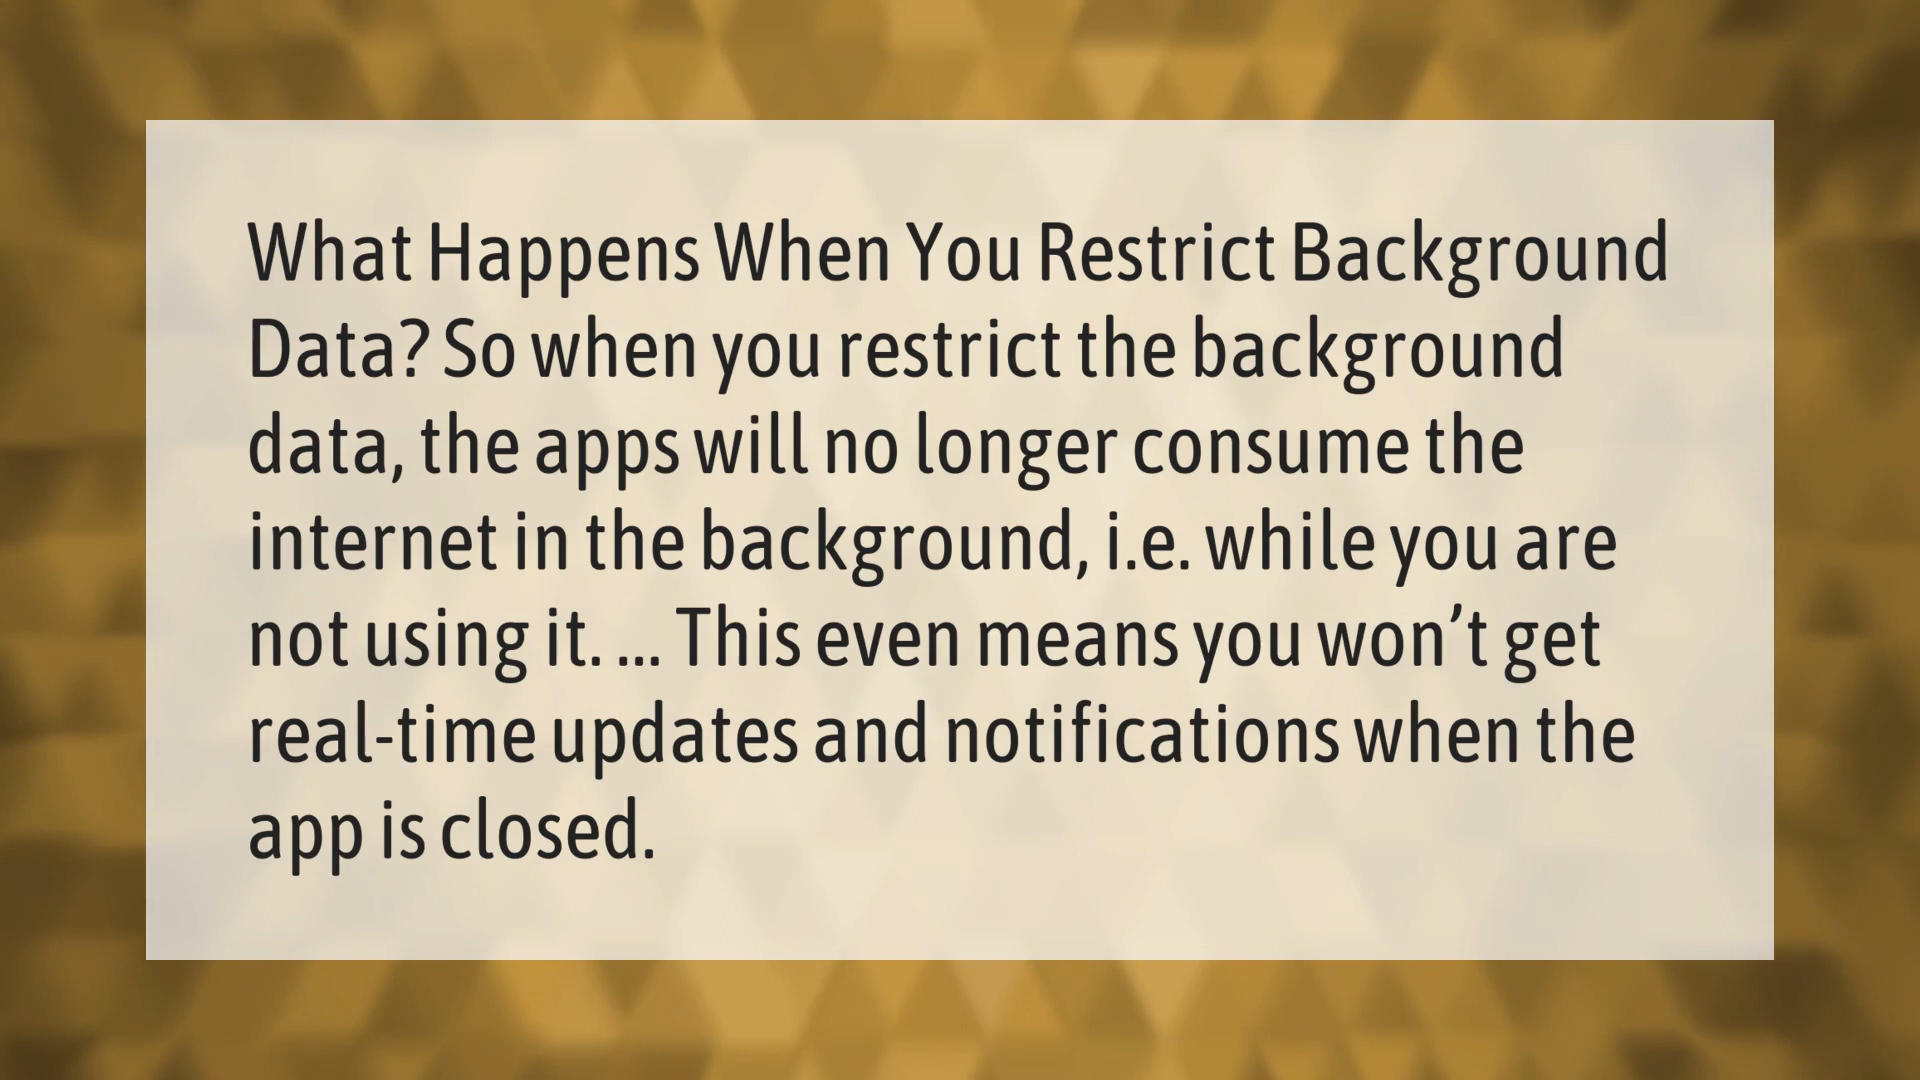 What Happens When You Restrict Background
Data? So when you restrict the background
data, the apps will no longer consume the
internet in the background, i.e. while you are
not using it. ... This even means you won’t get
real-time updates and notifications when the
app is closed.